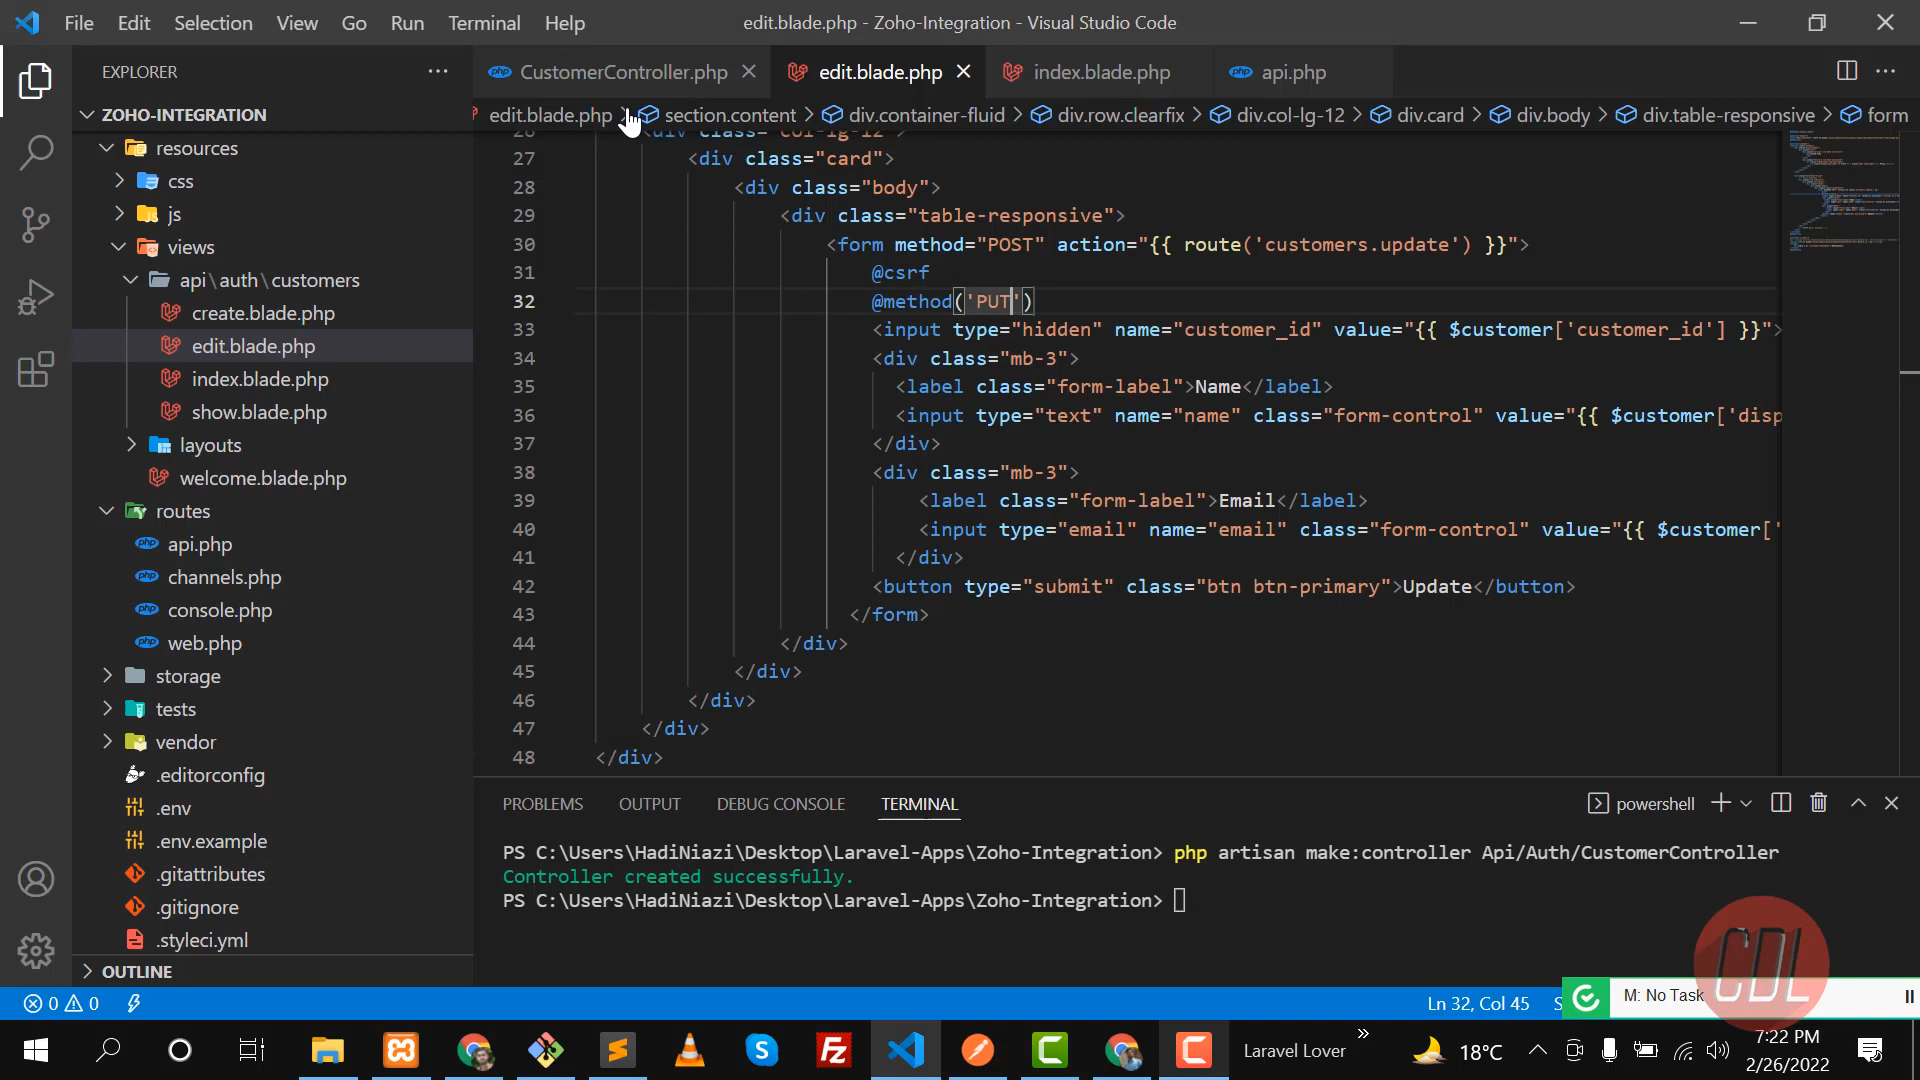 File Edit Selection View Go Run Terminal Help
edit.blade.php - Zoho-Integration - Visual Studio Code
EXPLORER
CustomerController.php
edit.blade.php
index.blade.php
api.php
ZOHO-INTEGRATION
edit.blade.php > section.content > div.container-fluid > div.row.clearfix > div.col-lg-12 > div.card > div.body > div.table-responsive > form
resources
css
js
views
api\auth\customers
create.blade.php
edit.blade.php
index.blade.php
show.blade.php
layouts
welcome.blade.php
routes
api.php
channels.php
console.php
web.php
storage
tests
vendor
.editorconfig
.env
.env.example
.gitattributes
.gitignore
.styleci.yml
OUTLINE
26 <div class="col-lg-12">
27 <div class="card">
28 <div class="body">
29 <div class="table-responsive">
30 <form method="POST" action="{{ route('customers.update') }}">
31 @csrf
32 @method('PUT')
33 <input type="hidden" name="customer_id" value="{{ $customer['customer_id'] }}">
34 <div class="mb-3">
35 <label class="form-label">Name</label>
36 <input type="text" name="name" class="form-control" value="{{ $customer['disp
37 </div>
38 <div class="mb-3">
39 <label class="form-label">Email</label>
40 <input type="email" name="email" class="form-control" value="{{ $customer['
41 </div>
42 <button type="submit" class="btn btn-primary">Update</button>
43 </form>
44 </div>
45 </div>
46 </div>
47 </div>
48 </div>
PROBLEMS OUTPUT DEBUG CONSOLE TERMINAL
powershell
PS C:\Users\HadiNiazi\Desktop\Laravel-Apps\Zoho-Integration> php artisan make:controller Api/Auth/CustomerController
Controller created successfully.
PS C:\Users\HadiNiazi\Desktop\Laravel-Apps\Zoho-Integration>
CDL
0 0
Ln 32, Col 45
M: No Task
Laravel Lover
18°C
7:22 PM
2/26/2022